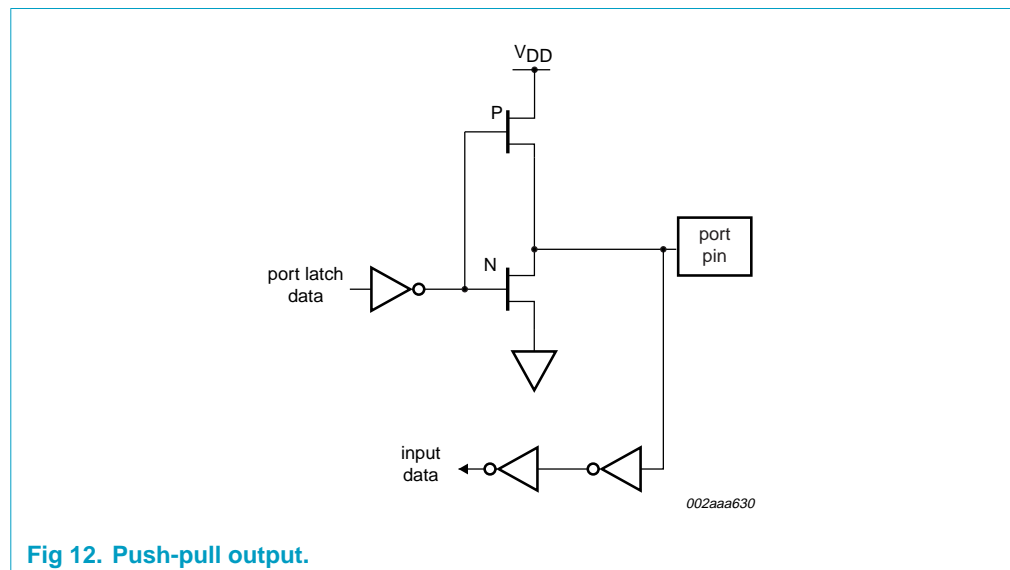 VDD
P
port
pin
N
port latch
data
input
data
002aaa630
Fig 12. Push-pull output.